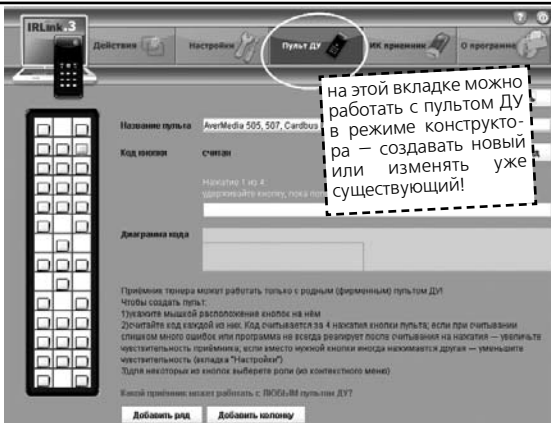 IRLink.3
Действия
Настройки
Пульт ДУ
ИК приемник
О программе
на этой вкладке можно
работать с пультом ДУ
в режиме конструкто-
ра — создавать новый
или изменять уже
существующий!
Название пульта
AverMedia 505, 507, Cardbus
Код кнопки
считан
Нажатие 1 из 4:
удерживайте кнопку, пока
Диаграмма кода
Приёмник тюнера может работать только с родным (фирменным) пультом ДУ!
Чтобы создать пульт:
1)укажите мышкой расположение кнопок на нём
2)считайте код каждой из них. Код считывается за 4 нажатия кнопки пульта; если при считывании
слишком много ошибок или программа не всегда реагирует после считывания на нажатия — увеличьте
чувствительность приёмника; если вместо нужной кнопки иногда нажимается другая — уменьшите
чувствительность (вкладка "Настройки")
3)для некоторых из кнопок выберете роли (из контекстного меню)
Какой приёмник может работать с ЛЮБЫМ пультом ДУ?
Добавить ряд
Добавить колонку